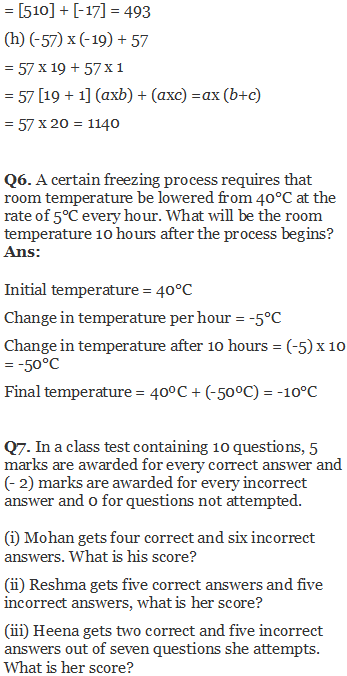 = [510] + [-17] = 493
(h) (-57) x (-19) + 57
= 57 x 19 + 57 x 1
= 57 [19 + 1] (axb) + (axc) =ax (b+c)
= 57 x 20 = 1140
Q6. A certain freezing process requires that
room temperature be lowered from 40°C at the
rate of 5°C every hour. What will be the room
temperature 10 hours after the process begins?
Ans:
Initial temperature = 40°C
Change in temperature per hour = -5°C
Change in temperature after 10 hours = (-5) x 10
= -50°C
Final temperature = 40ºC + (-50ºC) = -10°C
Q7. In a class test containing 10 questions, 5
marks are awarded for every correct answer and
(- 2) marks are awarded for every incorrect
answer and 0 for questions not attempted.
(i) Mohan gets four correct and six incorrect
answers. What is his score?
(ii) Reshma gets five correct answers and five
incorrect answers, what is her score?
(iii) Heena gets two correct and five incorrect
answers out of seven questions she attempts.
What is her score?